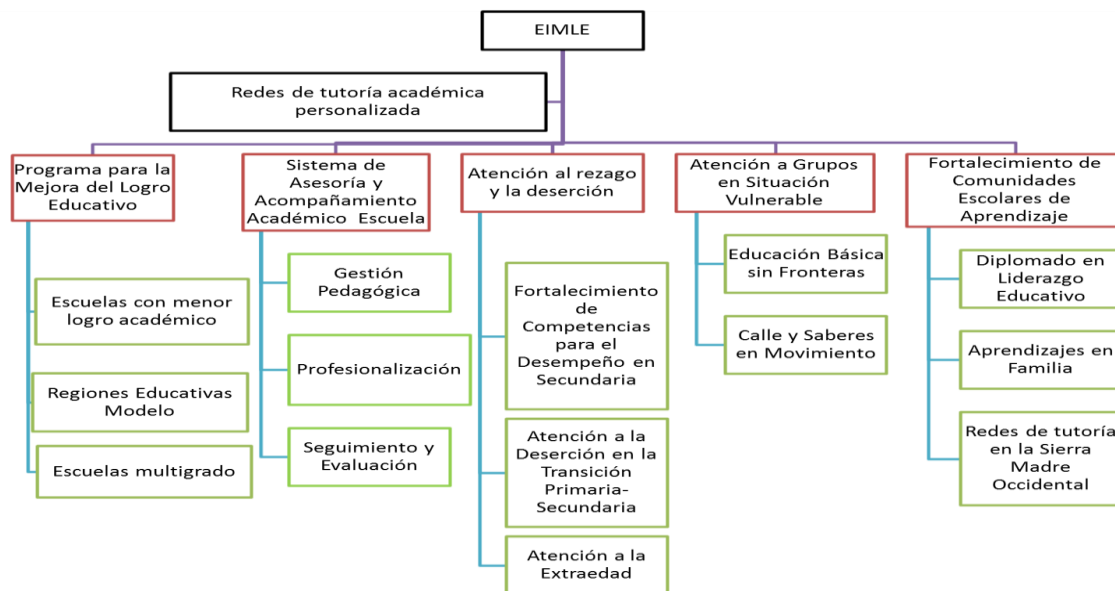 EIMLE
Redes de tutoría académica
personalizada
Programa para la
Mejora del Logro
Educativo
Escuelas con menor
logro académico
Regiones Educativas
Modelo
Escuelas multigrado
Sistema de
Asesoría y
Acompañamiento
Académico Escuela
Gestión
Pedagógica
Profesionalización
Seguimiento y
Evaluación
Atención al rezago
y la deserción
Fortalecimiento
de
Competencias
para el
Desempeño en
Secundaria
Atención a la
Deserción en la
Transición
Primaria-
Secundaria
Atención a la
Extraedad
Atención a Grupos
en Situación
Vulnerable
Educación Básica
sin Fronteras
Calle y Saberes
en Movimiento
Fortalecimiento de
Comunidades
Escolares de
Aprendizaje
Diplomado en
Liderazgo
Educativo
Aprendizajes en
Familia
Redes de tutoría
en la Sierra
Madre
Occidental